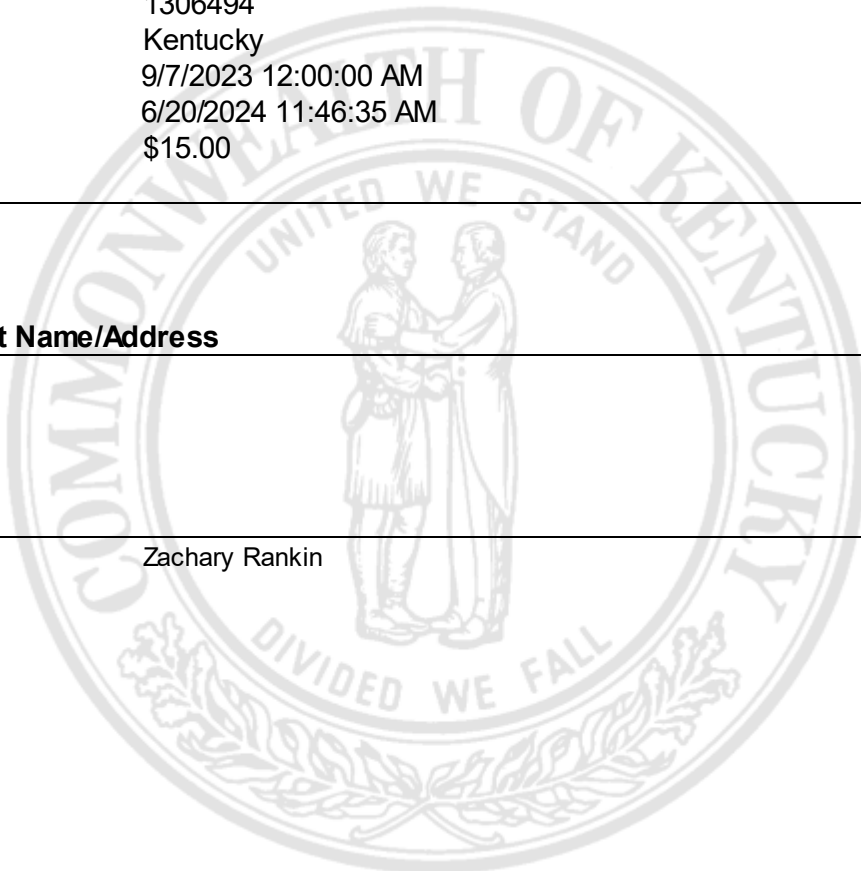 1306494
Kentucky
9/7/2023 12:00:00 AM
6/20/2024 11:46:35 AM
$15.00
COMMONWEALTH OF KENTUCKY
UNITED WE STAND
t Name/Address
Zachary Rankin
DIVIDED WE FALL